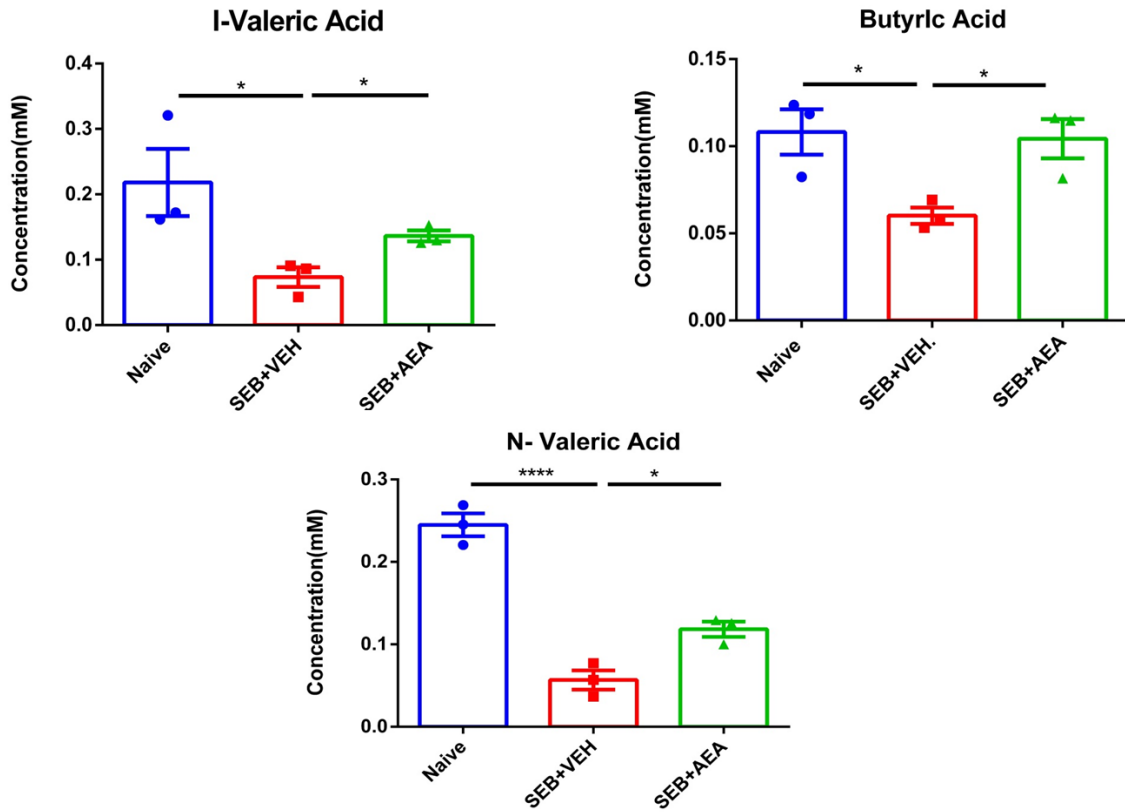 I-Valeric Acid
Concentration(mM)
0.4
0.3
0.2
0.1
0.0
*
*
Naive
SEB+VEH
SEB+AEA
ButyrIc Acid
Concentration(mM)
0.15
0.10
0.05
0.00
*
*
Naive
SEB+VEH.
SEB+AEA
N- Valeric Acid
Concentration(mM)
0.3
0.2
0.1
0.0
****
*
Naive
SEB+VEH
SEB+AEA